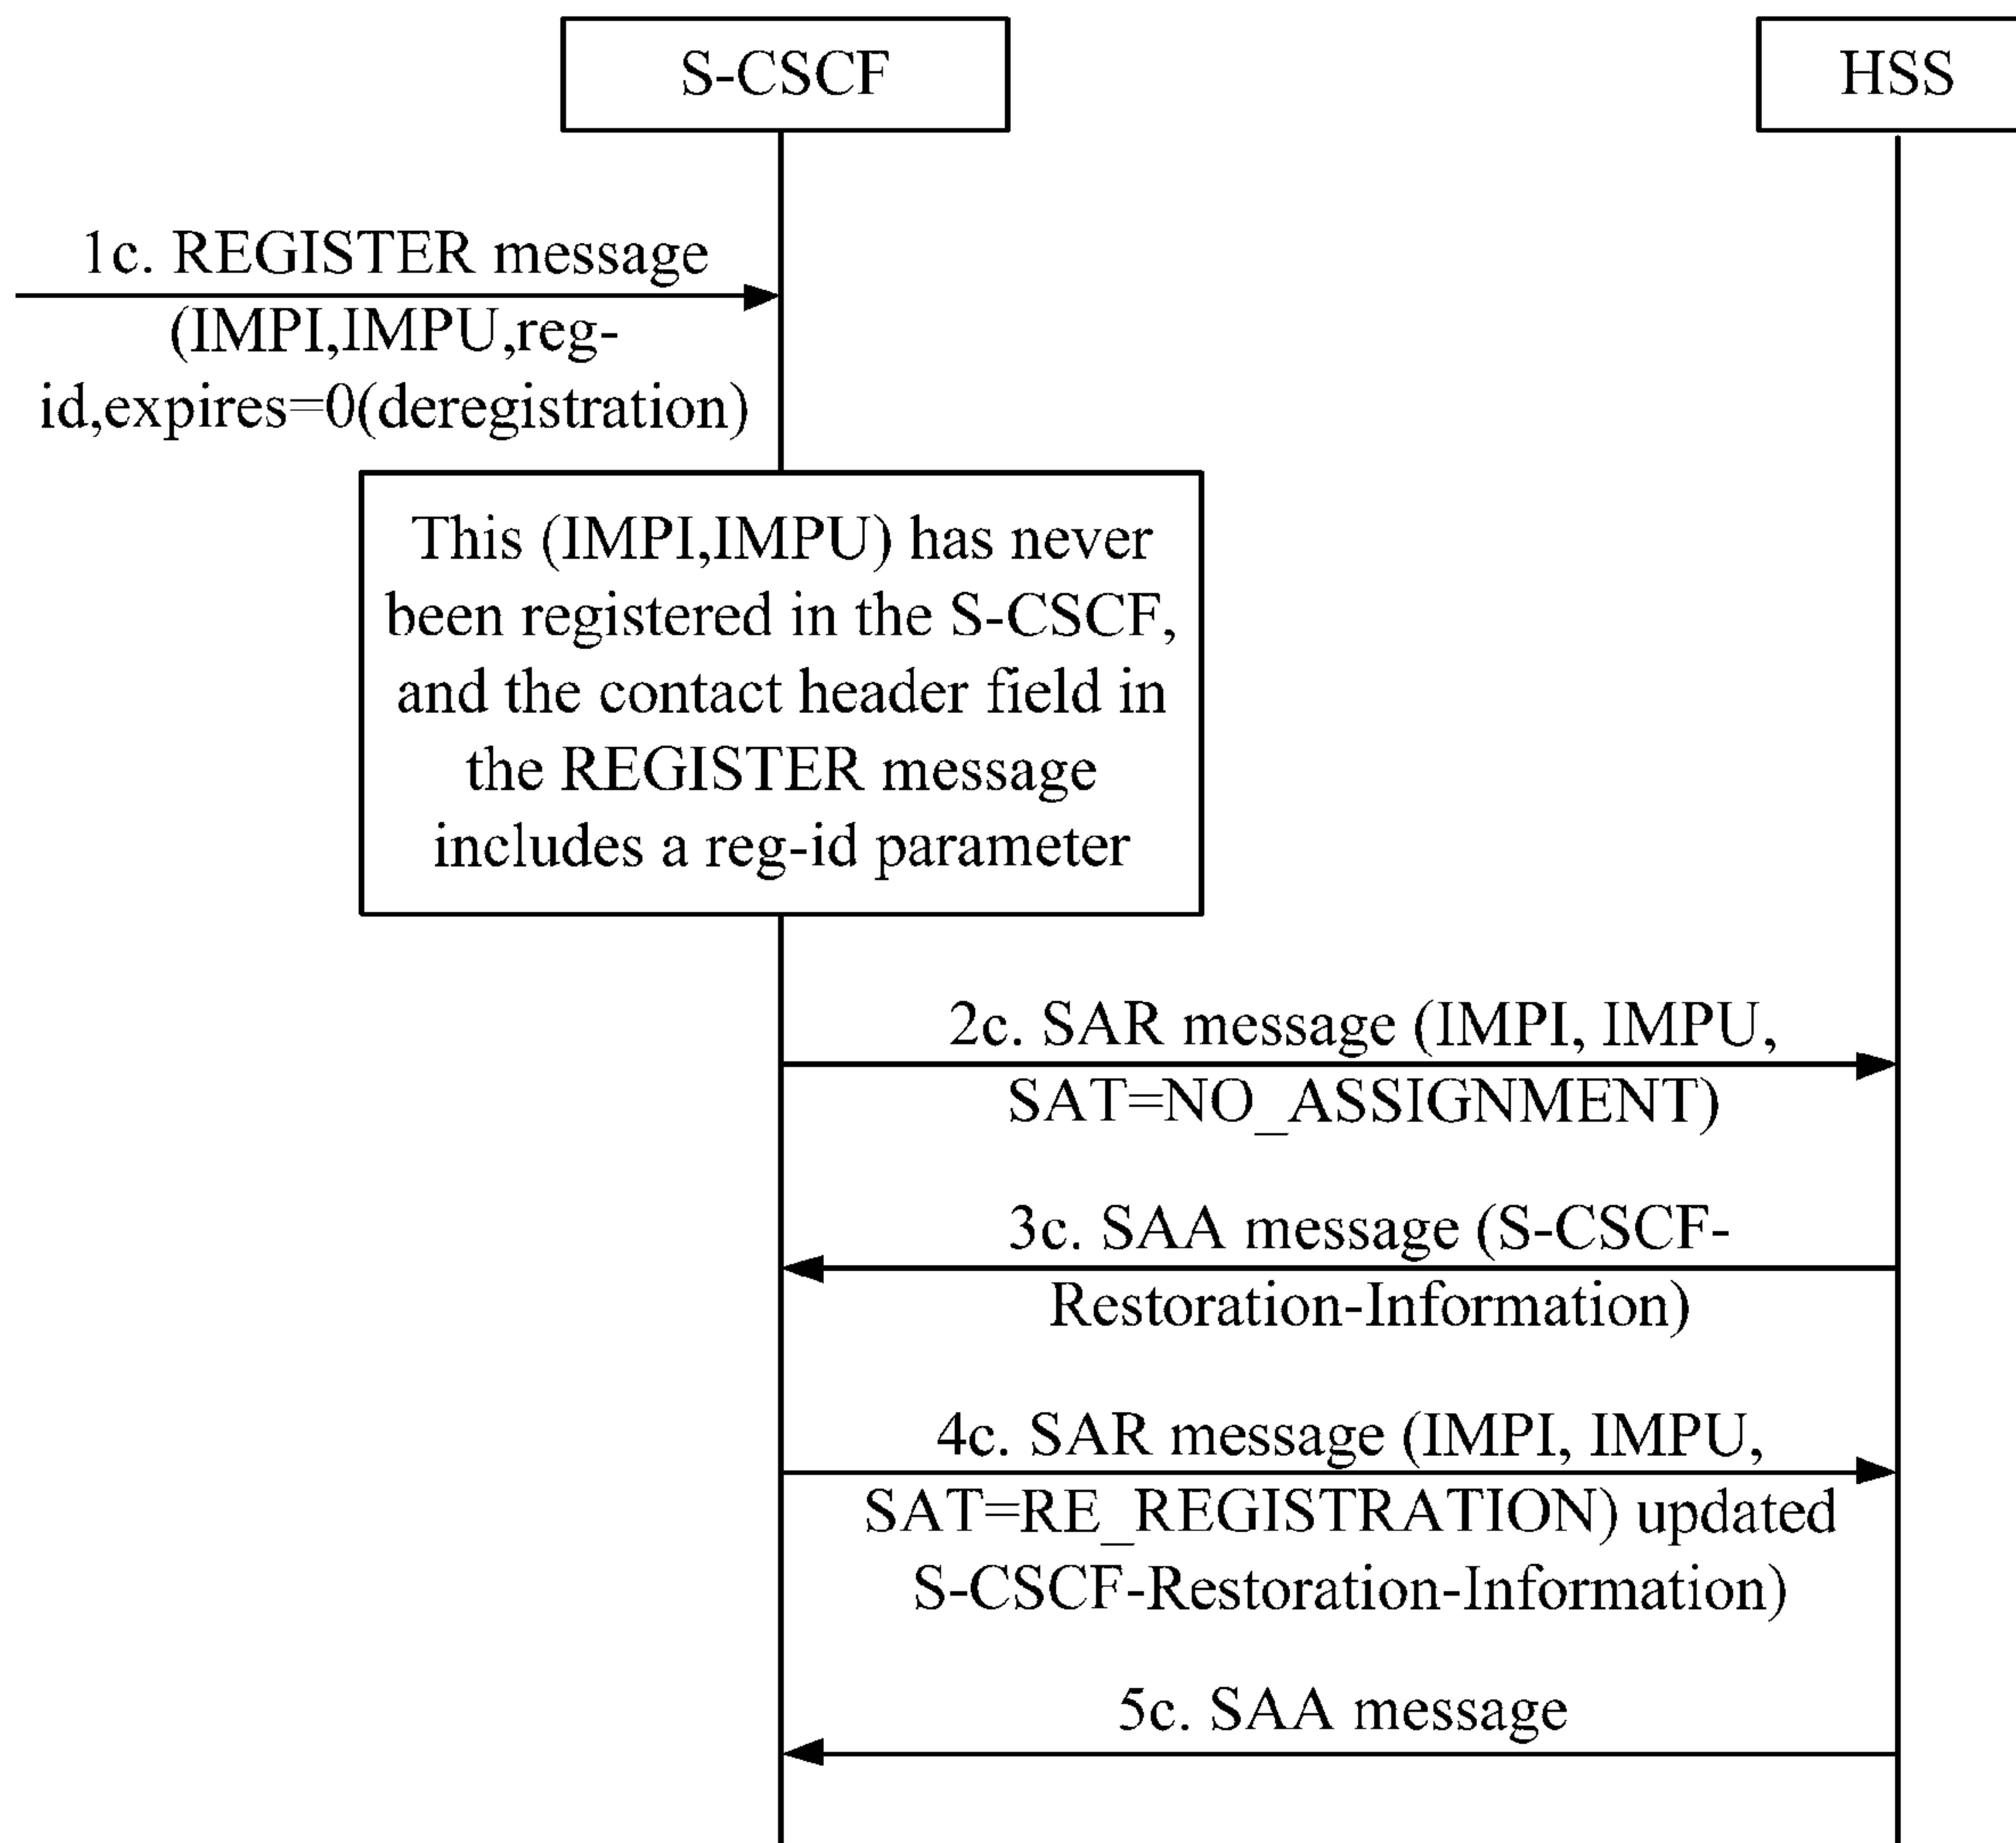 S-CSCF
HSS
1c. REGISTER message
(IMPI,IMPU,reg-
id,expires=0(deregistration)
This (IMPI,IMPU) has never
been registered in the S-CSCF,
and the contact header field in
the REGISTER message
includes a reg-id parameter
2c. SAR message (IMPI, IMPU,
SAT=NO_ASSIGNMENT)
3c. SAA message (S-CSCF-
Restoration-Information)
4c. SAR message (IMPI, IMPU,
SAT=RE_REGISTRATION) updated
S-CSCF-Restoration-Information)
5c. SAA message